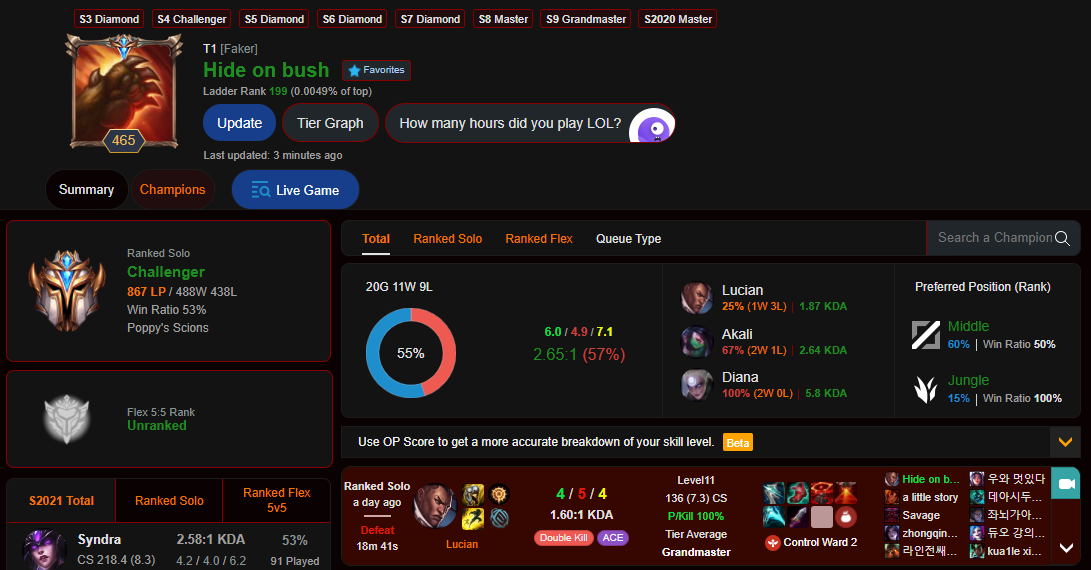 S3 Diamond S4 Challenger S5 Diamond S6 Diamond S7 Diamond S8 Master S9 Grandmaster S2020 Master
T1 [Faker]
Hide on bush Favorites
Ladder Rank 199 (0.0049% of top)
Update Tier Graph How many hours did you play LOL?
465
Last updated: 3 minutes ago
Summary Champions Live Game
Ranked Solo
Challenger
867 LP / 488W 438L
Win Ratio 53%
Poppy's Scions
Flex 5:5 Rank
Unranked
S2021 Total Ranked Solo Ranked Flex
5v5
Syndra
CS 218.4 (8.3)
2.58:1 KDA
4.2 / 4.0 / 6.2
53%
91 Played
Total Ranked Solo Ranked Flex Queue Type Search a Champion
20G 11W 9L
55%
6.0 / 4.9 / 7.1
2.65:1 (57%)
Lucian
25% (1W 3L) | 1.87 KDA
Akali
67% (2W 1L) | 2.64 KDA
Diana
100% (2W 0L) | 5.8 KDA
Preferred Position (Rank)
Middle
60% | Win Ratio 50%
Jungle
15% | Win Ratio 100%
Use OP Score to get a more accurate breakdown of your skill level. Beta
Ranked Solo
a day ago
Defeat
18m 41s
Lucian
4 / 5 / 4
1.60:1 KDA
Double Kill ACE
Level11
136 (7.3) CS
P/Kill 100%
Tier Average
Grandmaster
Control Ward 2
Hide on b...
a little story
Savage
zhongqin...
라인전쌔...
우와 멋있다
데아시두...
좌뇌가아...
듀오 강의...
kua1le xi...